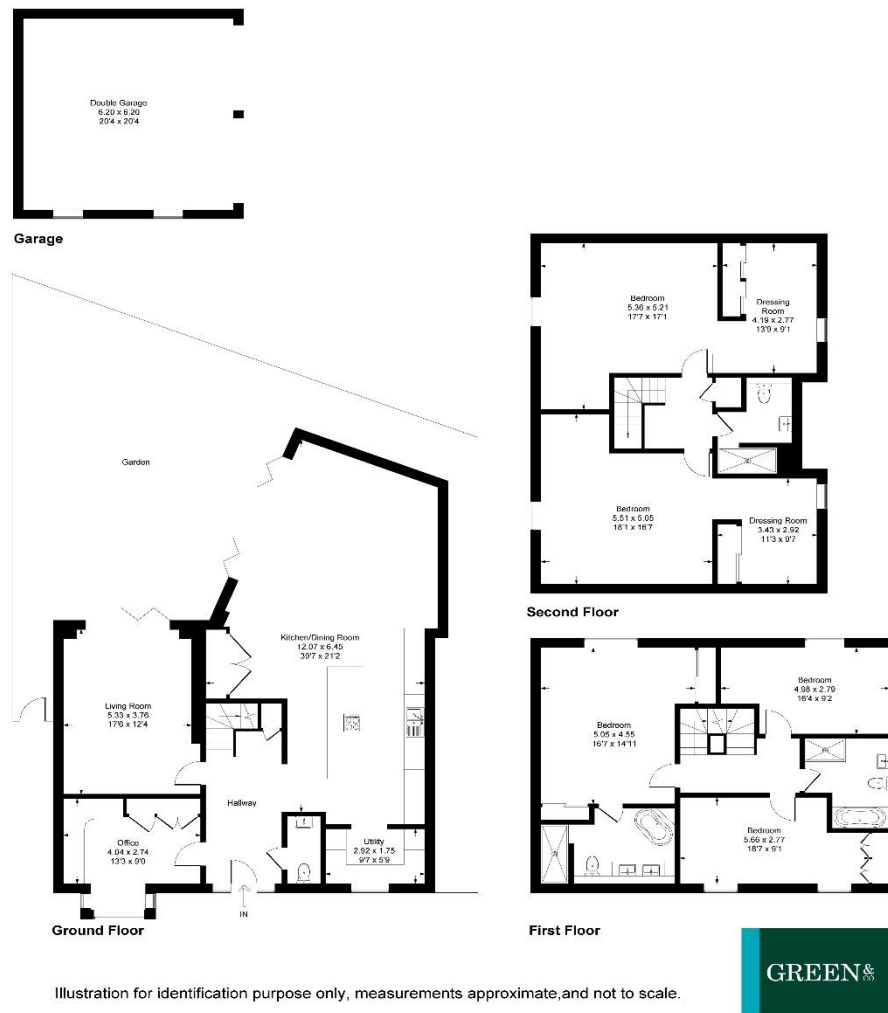 Double Garage
6.20 x 6.20
20'4 x 20'4
Garage
Garden
Kitchen/Dining Room
12.07 x 6.45
39'7 x 21'2
Living Room
5.33 x 3.76
17'6 x 12'4
Hallway
Office
4.04 x 2.74
13'3 x 9'0
Utility
2.92 x 1.75
9'7 x 5'9
IN
Ground Floor
Bedroom
5.36 x 5.21
17'7 x 17'1
Dressing
Room
4.19 x 2.77
13'9 x 9'1
Bedroom
5.51 x 5.05
18'1 x 16'7
Dressing Room
3.43 x 2.92
11'3 x 9'7
Second Floor
Bedroom
5.05 x 4.55
16'7 x 14'11
Bedroom
4.98 x 2.79
16'4 x 9'2
Bedroom
5.66 x 2.77
18'7 x 9'1
First Floor
GREEN &
Illustration for identification purpose only, measurements approximate,and not to scale.